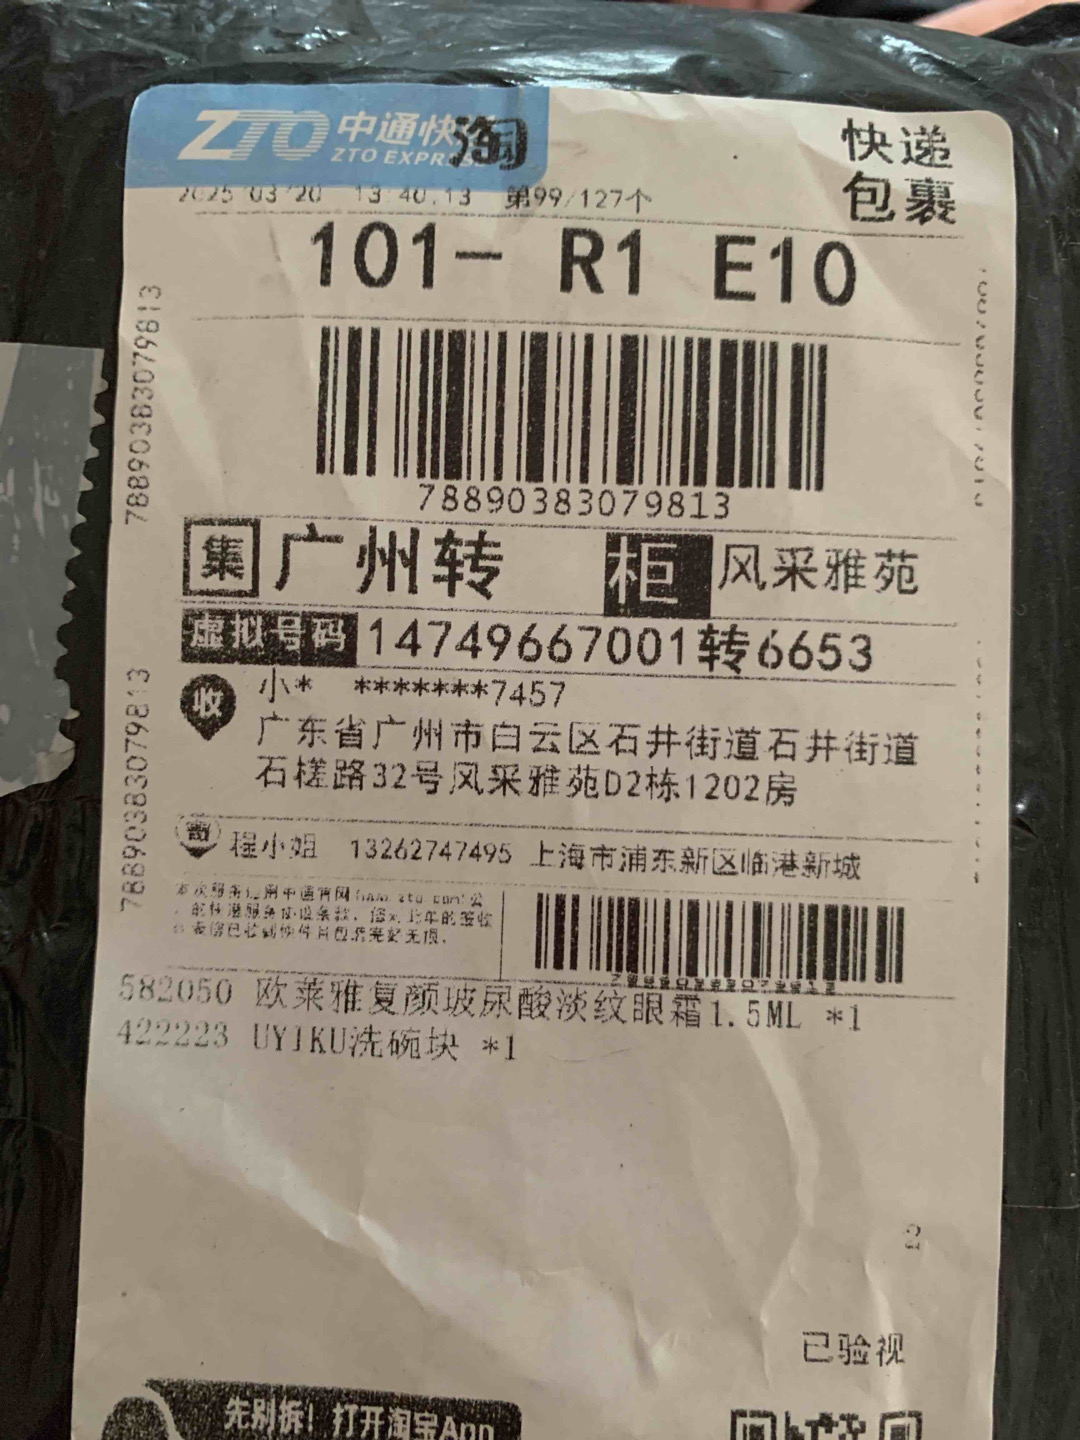 ZTO 中通快
ZTO EXPRESS
淘
快递
包裹
2025 03 20 13 40.13 第99/127个
101- R1 E10
78890383079813
78890383079813
集 广州转 柜 风采雅苑
虚拟号码 14749667001转6653
收 小* *******7457
广东省广州市白云区石井街道石井街道
石槎路32号风采雅苑D2栋1202房
78890383079813
寄 程小姐 13262747495 上海市浦东新区临港新城
582050 欧莱雅复颜玻尿酸淡纹眼霜1.5ML *1
422223 UYIKU洗碗块 *1
2
已验视
先别拆! 打开淘宝App